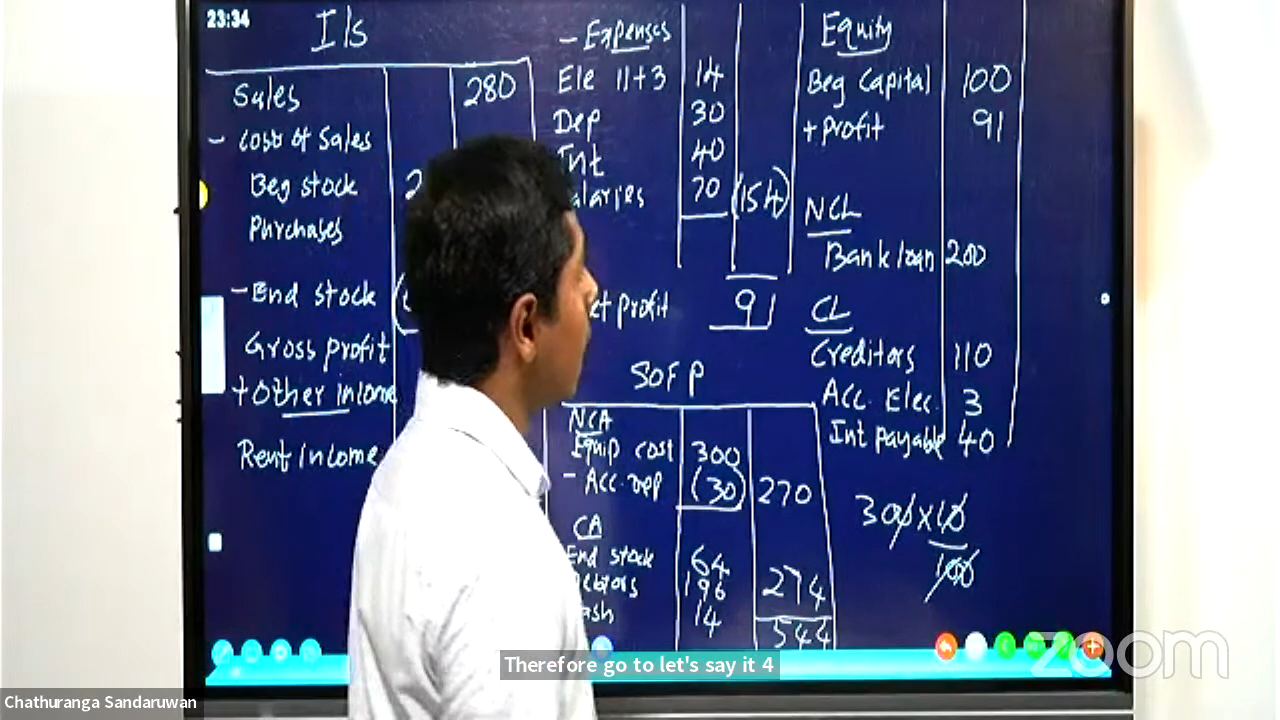 23:34
I/s
Sales 280
- Cost of Sales
Beg stock 2
Purchases
- End stock (
Gross profit
+ Other income
Rent income
- Expenses
Ele 11+3 14
Dep 30
Int 40
alaries 70 (154)
et profit 91
SOFP
NCA
Equip cost 300
- Acc. Dep (30) 270
CA
End stock 64
ebtors 196 274
ash 14 544
Equity
Beg Capital 100
+ profit 91
NCL
Bank loan 200
CL
Creditors 110
Acc. Elec. 3
Int payable 40
300 x 10
100
zoom
Therefore go to let's say it 4
Chathuranga Sandaruwan